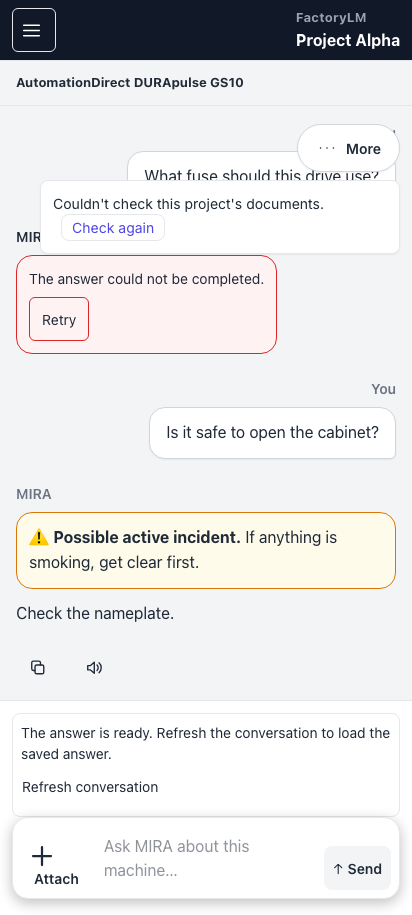 FactoryLM
Project Alpha
AutomationDirect DURApulse GS10
··· More
What fuse should this drive use?
Couldn't check this project's documents.
Check again
MIR
The answer could not be completed.
Retry
You
Is it safe to open the cabinet?
MIRA
⚠️ Possible active incident. If anything is
smoking, get clear first.
Check the nameplate.
The answer is ready. Refresh the conversation to load the
saved answer.
Refresh conversation
Ask MIRA about this
machine...
Attach
↑ Send